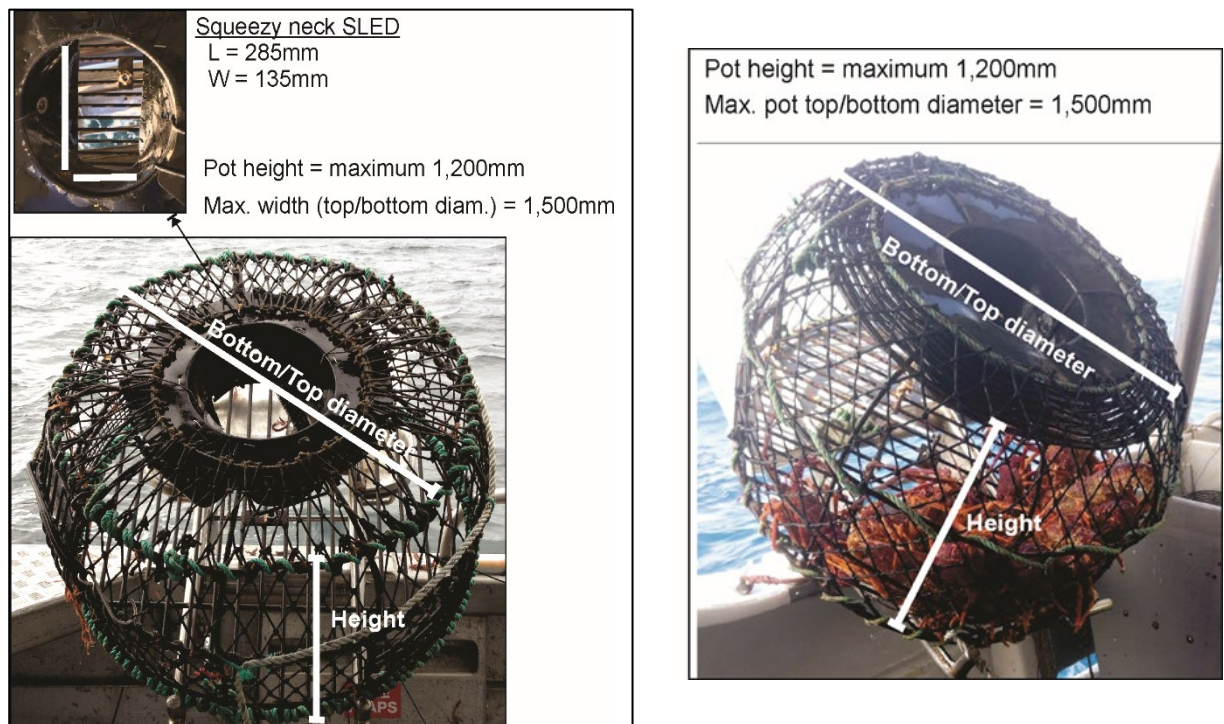 Squeezy neck SLED
L = 285mm
W = 135mm
Pot height = maximum 1,200mm
Max. width (top/bottom diam.) = 1,500mm
Bottom/Top diameter
Height
APS
Pot height = maximum 1,200mm
Max. pot top/bottom diameter = 1,500mm
Bottom/Top diameter
Height